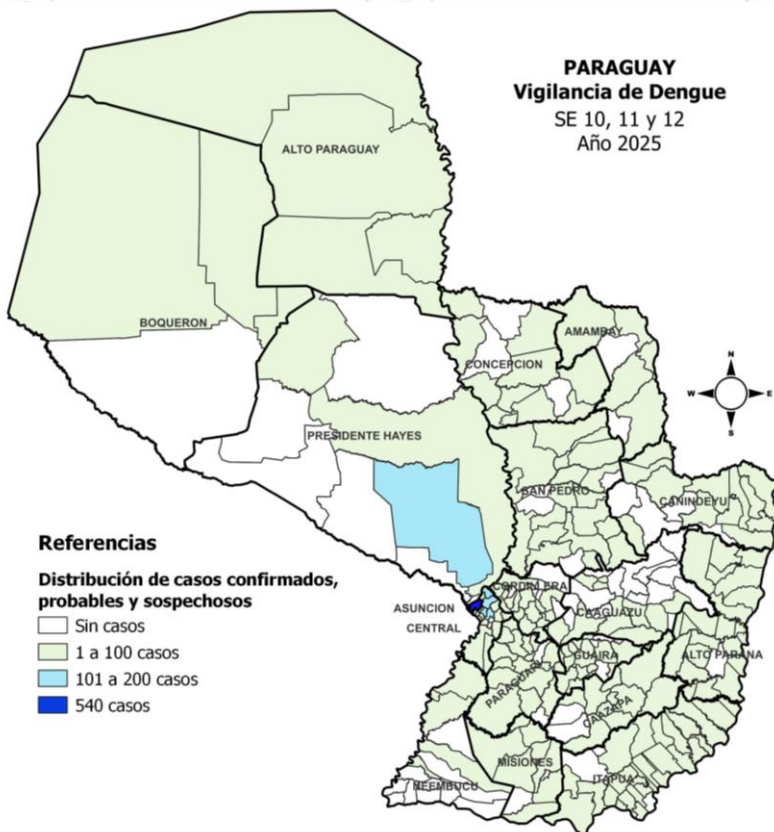 PARAGUAY
Vigilancia de Dengue
SE 10, 11 y 12
Año 2025
ALTO PARAGUAY
BOQUERON
AMAMBAY
CONCEPCION
N
W
E
S
PRESIDENTE HAYES
SAN PEDRO
CANINDEYU
Referencias
Distribución de casos confirmados,
probables y sospechosos
Sin casos
1 a 100 casos
101 a 200 casos
540 casos
CORDILLERA
ASUNCION
CAAGUAZU
CENTRAL
GUAIRA
ALTO PARANA
PARAGUARI
CAAZAPA
MISIONES
ITAPUA
ÑEEMBUCU